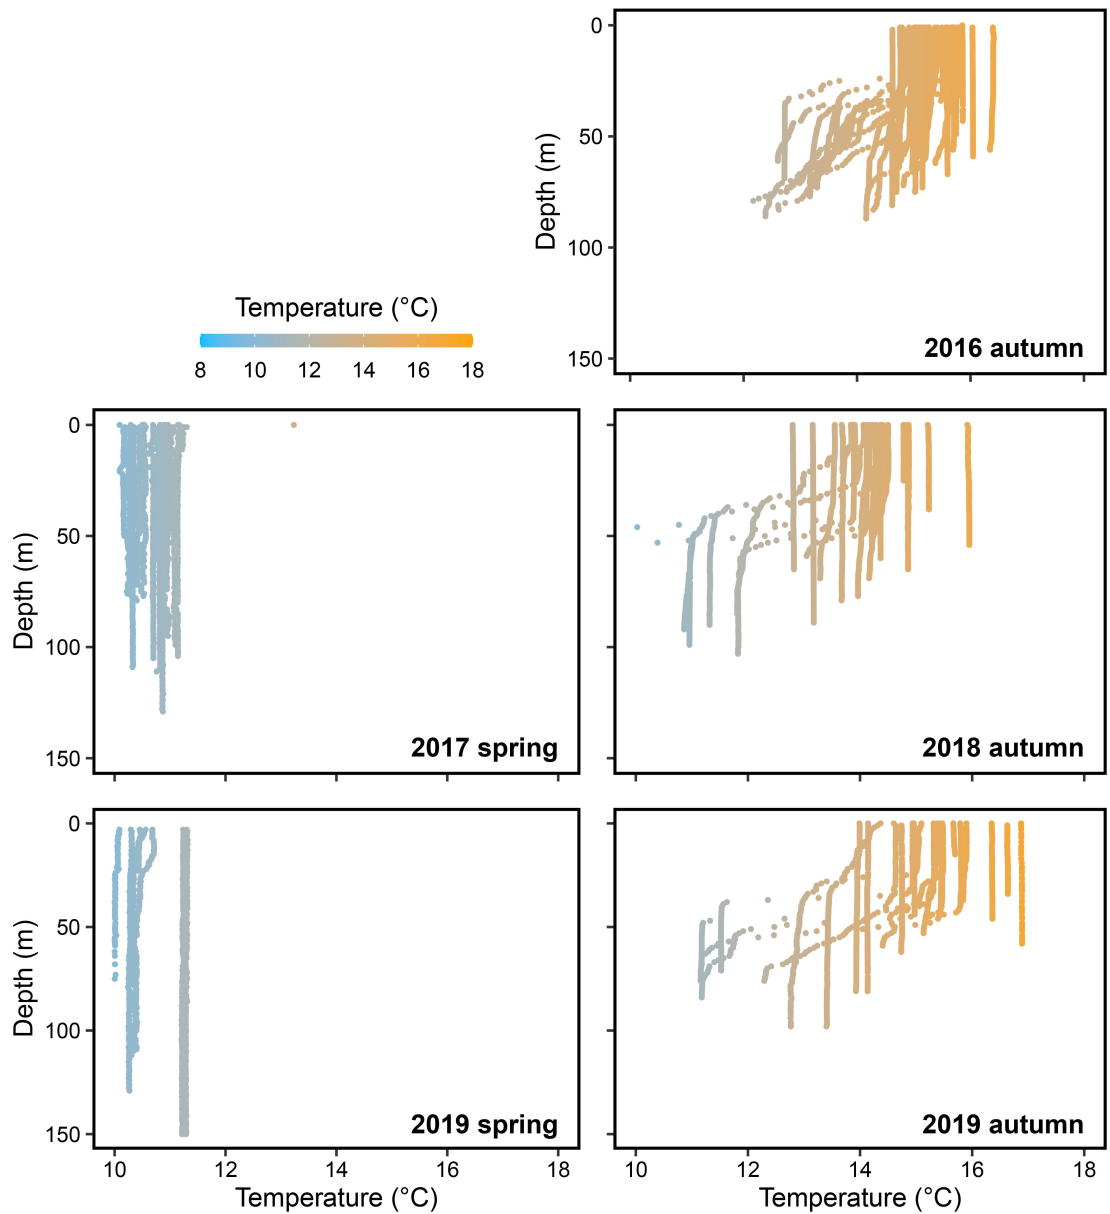 0
50
100
150
Depth (m)
2016 autumn
Temperature (°C)
8 10 12 14 16 18
0
50
100
150
Depth (m)
2017 spring
2018 autumn
0
50
100
150
Depth (m)
2019 spring
2019 autumn
10 12 14 16 18
10 12 14 16 18
Temperature (°C)
Temperature (°C)